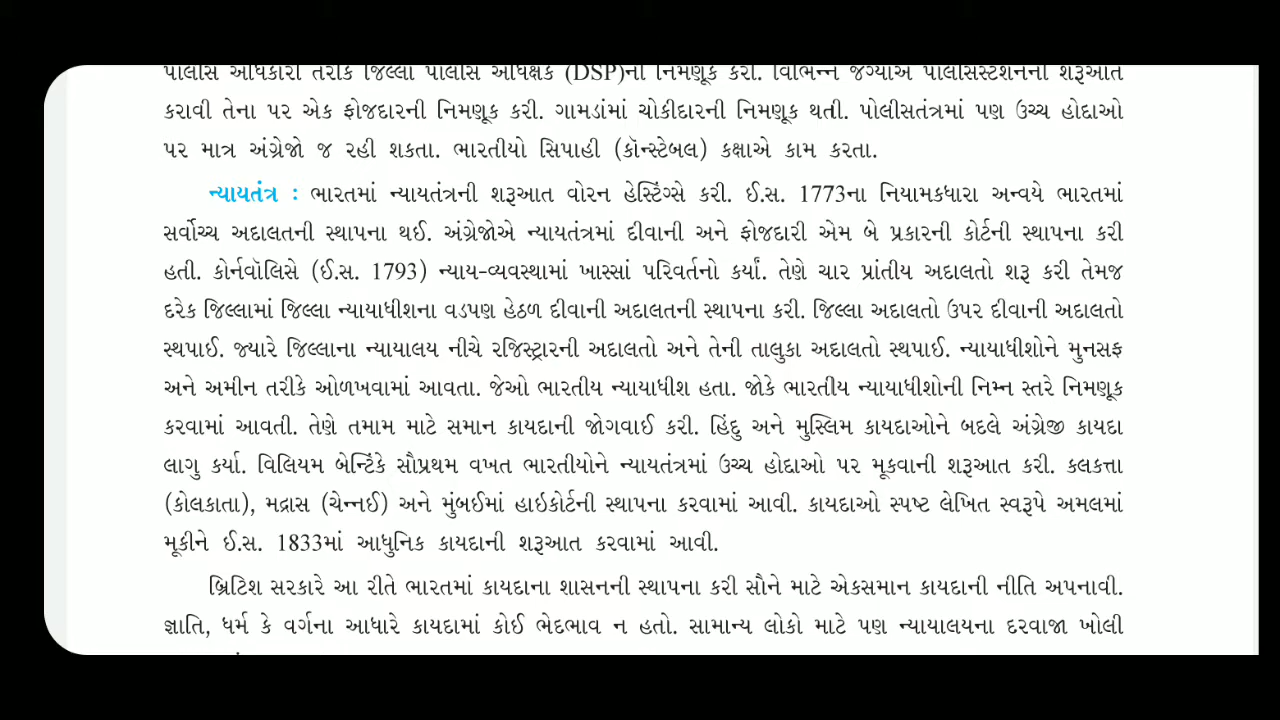 પોલીસ અધિકારી તરીકે જિલ્લા પોલીસ અધિક્ષક (DSP)ની નિમણૂક કરી. વિભિન્ન જગ્યાએ પોલીસસ્ટેશનની શરૂઆત
કરાવી તેના પર એક ફોજદારની નિમણૂક કરી. ગામડાંમાં ચોકીદારની નિમણૂક થતી. પોલીસતંત્રમાં પણ ઉચ્ચ હોદ્દાઓ
પર માત્ર અંગ્રેજો જ રહી શકતા. ભારતીયો સિપાહી (કૉન્સ્ટેબલ) કક્ષાએ કામ કરતા.
ન્યાયતંત્ર : ભારતમાં ન્યાયતંત્રની શરૂઆત વોરન હેસ્ટિંગ્સે કરી. ઈ.સ. 1773ના નિયામકધારા અન્વયે ભારતમાં
સર્વોચ્ચ અદાલતની સ્થાપના થઈ. અંગ્રેજોએ ન્યાયતંત્રમાં દીવાની અને ફોજદારી એમ બે પ્રકારની કોર્ટની સ્થાપના કરી
હતી. કોર્નવૉલિસે (ઈ.સ. 1793) ન્યાય-વ્યવસ્થામાં ખાસ્સાં પરિવર્તનો કર્યાં. તેણે ચાર પ્રાંતીય અદાલતો શરૂ કરી તેમજ
દરેક જિલ્લામાં જિલ્લા ન્યાયાધીશના વડપણ હેઠળ દીવાની અદાલતની સ્થાપના કરી. જિલ્લા અદાલતો ઉપર દીવાની અદાલતો
સ્થપાઈ. જ્યારે જિલ્લાના ન્યાયાલય નીચે રજિસ્ટ્રારની અદાલતો અને તેની તાલુકા અદાલતો સ્થપાઈ. ન્યાયાધીશોને મુનસફ
અને અમીન તરીકે ઓળખવામાં આવતા. જેઓ ભારતીય ન્યાયાધીશ હતા. જોકે ભારતીય ન્યાયાધીશોની નિમ્ન સ્તરે નિમણૂક
કરવામાં આવતી. તેણે તમામ માટે સમાન કાયદાની જોગવાઈ કરી. હિંદુ અને મુસ્લિમ કાયદાઓને બદલે અંગ્રેજી કાયદા
લાગુ કર્યા. વિલિયમ બેન્ટિંકે સૌપ્રથમ વખત ભારતીયોને ન્યાયતંત્રમાં ઉચ્ચ હોદ્દાઓ પર મૂકવાની શરૂઆત કરી. કલકત્તા
(કોલકાતા), મદ્રાસ (ચેન્નઈ) અને મુંબઈમાં હાઇકોર્ટની સ્થાપના કરવામાં આવી. કાયદાઓ સ્પષ્ટ લેખિત સ્વરૂપે અમલમાં
મૂકીને ઈ.સ. 1833માં આધુનિક કાયદાની શરૂઆત કરવામાં આવી.
બ્રિટિશ સરકારે આ રીતે ભારતમાં કાયદાના શાસનની સ્થાપના કરી સૌને માટે એકસમાન કાયદાની નીતિ અપનાવી.
જ્ઞાતિ, ધર્મ કે વર્ગના આધારે કાયદામાં કોઈ ભેદભાવ ન હતો. સામાન્ય લોકો માટે પણ ન્યાયાલયના દરવાજા ખોલી